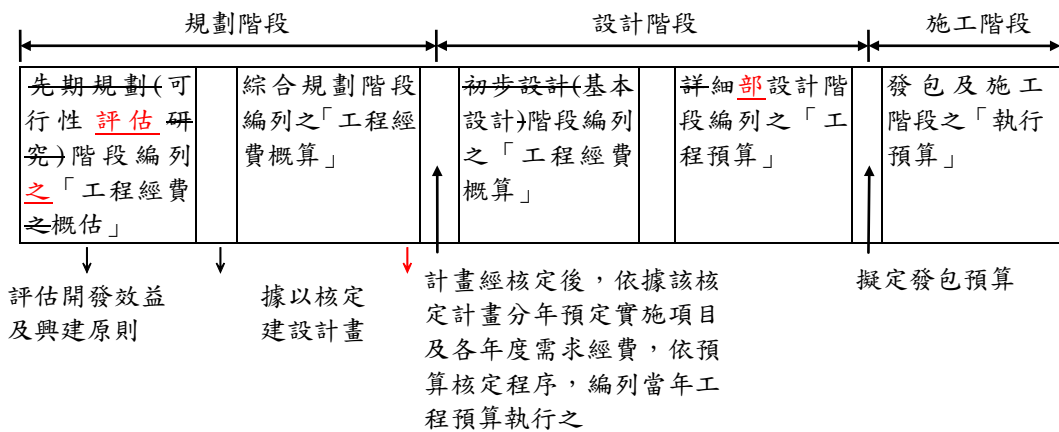 規劃階段
設計階段
施工階段
先期規劃(可
行性評估研
究)階段編列
之「工程經費
之概估」
綜合規劃階段
編列之「工程經
費概算」
初步設計(基本
設計)階段編列
之「工程經費
概算」
詳細部設計階
段編列之「工
程預算」
發包及施工
階段之「執行
預算」
評估開發效益
及興建原則
據以核定
建設計畫
計畫經核定後，依據該核
定計畫分年預定實施項目
及各年度需求經費，依預
算核定程序，編列當年工
程預算執行之
擬定發包預算